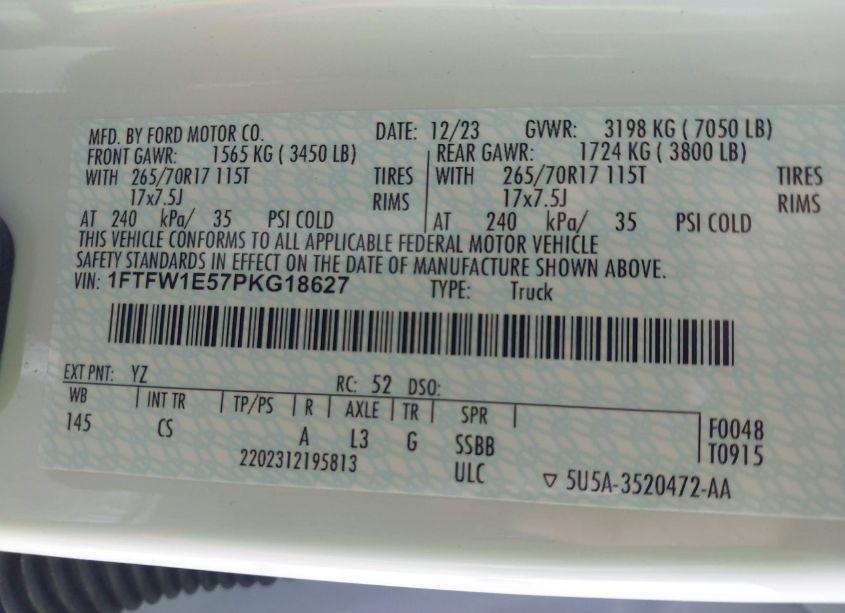 MFD. BY FORD MOTOR CO. DATE: 12/23 GVWR: 3198 KG ( 7050 LB)
FRONT GAWR: 1565 KG ( 3450 LB) REAR GAWR: 1724 KG ( 3800 LB)
WITH 265/70R17 115T TIRES WITH 265/70R17 115T TIRES
17x7.5J RIMS 17x7.5J RIMS
AT 240 kPa/ 35 PSI COLD AT 240 kPa/ 35 PSI COLD
THIS VEHICLE CONFORMS TO ALL APPLICABLE FEDERAL MOTOR VEHICLE
SAFETY STANDARDS IN EFFECT ON THE DATE OF MANUFACTURE SHOWN ABOVE.
VIN: 1FTFW1E57PKG18627 TYPE: Truck
EXT PNT: YZ RC: 52 DSO:
WB INT TR TP/PS R AXLE TR SPR F0048
145 CS A L3 G SSBB T0915
2202312195813 ULC ▽ 5U5A-3520472-AA